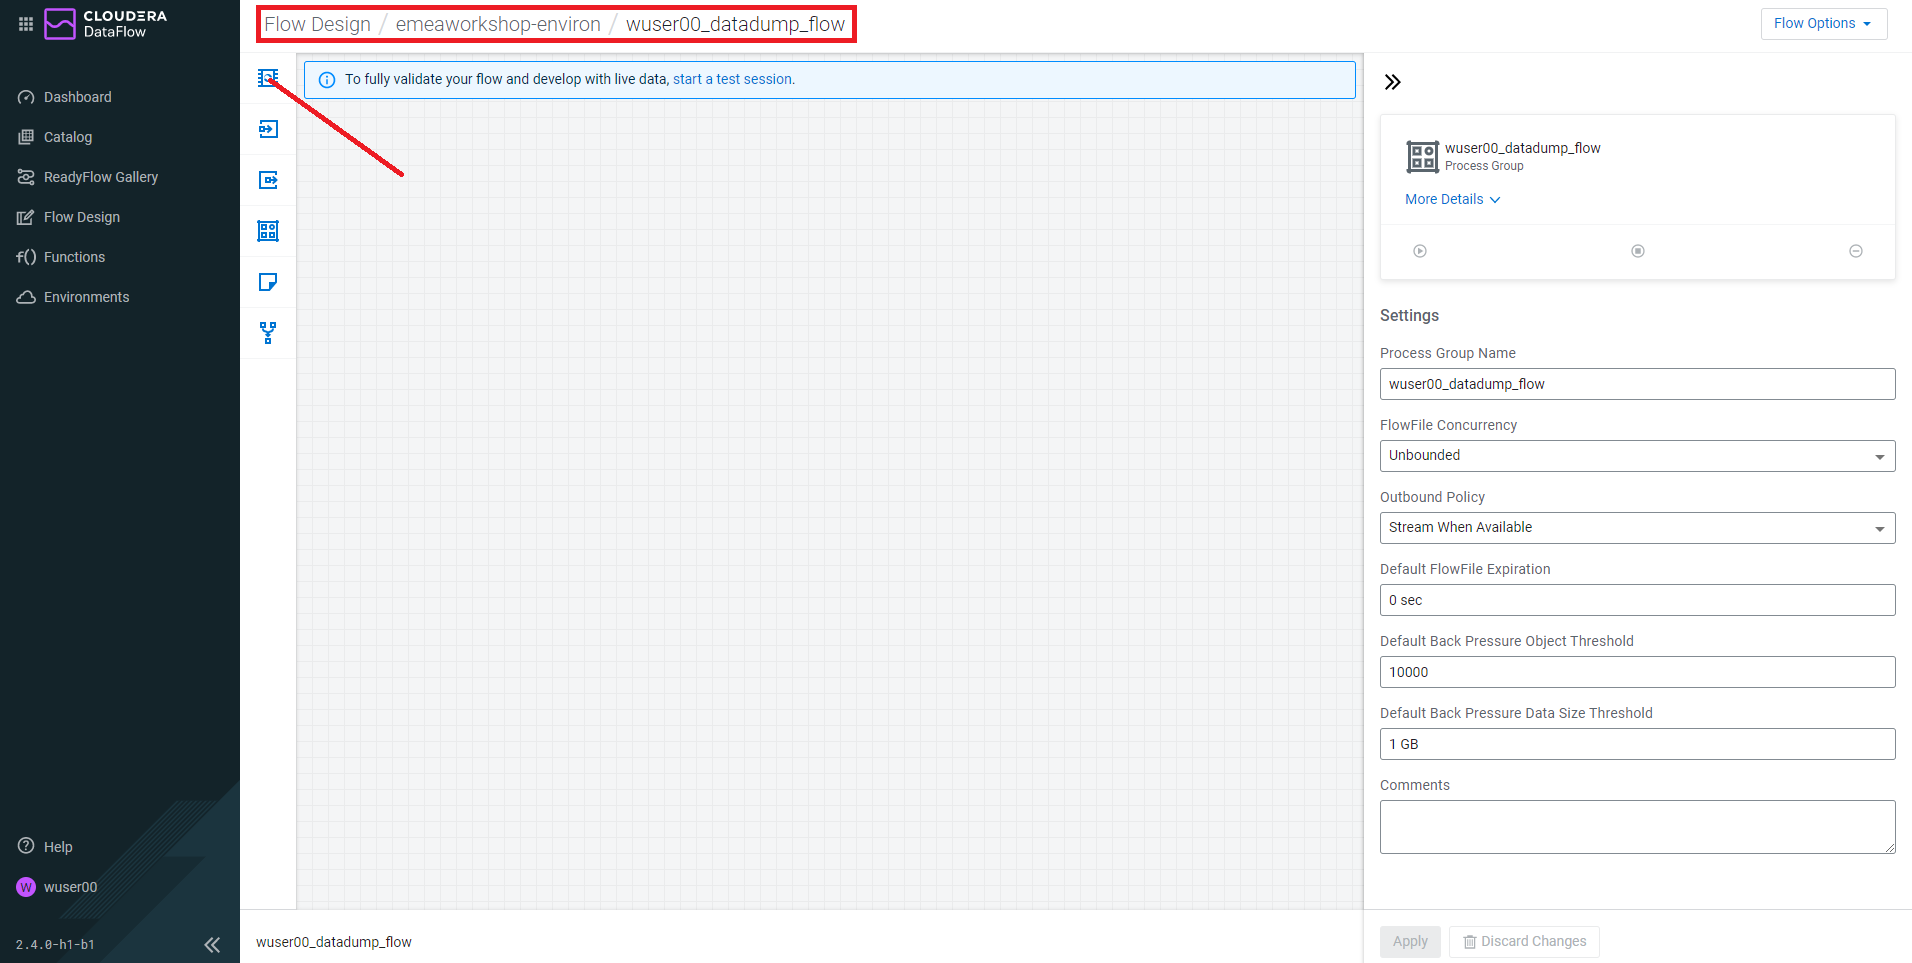 CLOUDERA
DataFlow
Dashboard
Catalog
ReadyFlow Gallery
Flow Design
f() Functions
Environments
Help
W wuser00
2.4.0-h1-b1
Flow Design / emeaworkshop-environ / wuser00_datadump_flow
Flow Options
To fully validate your flow and develop with live data, start a test session.
wuser00_datadump_flow
Process Group
More Details
Settings
Process Group Name
wuser00_datadump_flow
FlowFile Concurrency
Unbounded
Outbound Policy
Stream When Available
Default FlowFile Expiration
0 sec
Default Back Pressure Object Threshold
10000
Default Back Pressure Data Size Threshold
1 GB
Comments
wuser00_datadump_flow
Apply
Discard Changes